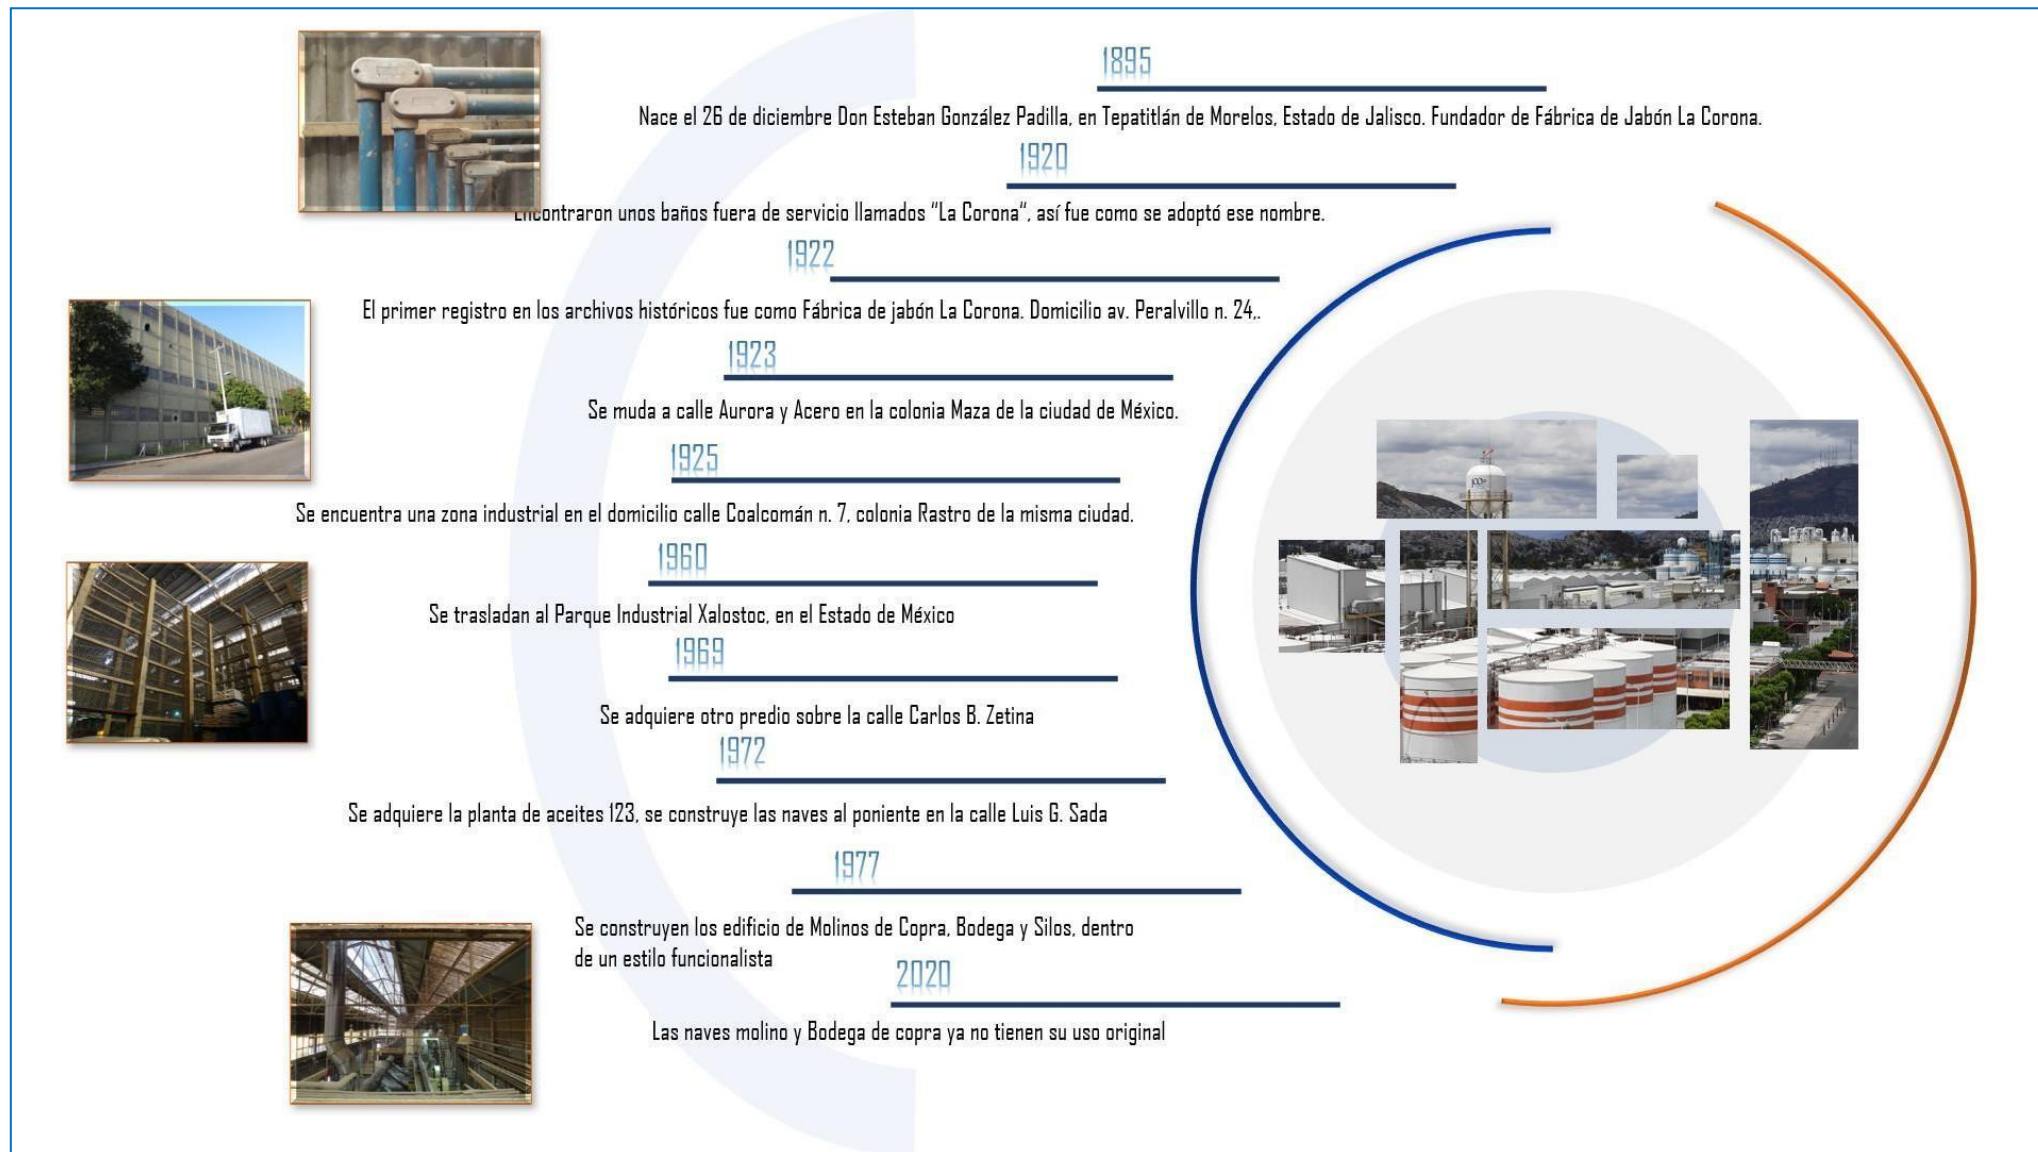 1895
Nace el 26 de diciembre Don Esteban González Padilla, en Tepatitlán de Morelos, Estado de Jalisco. Fundador de Fábrica de Jabón La Corona.
1920
Encontraron unos baños fuera de servicio llamados “La Corona“, así fue como se adoptó ese nombre.
1922
El primer registro en los archivos históricos fue como Fábrica de jabón La Corona. Domicilio av. Peralvillo n. 24,.
1923
Se muda a calle Aurora y Acero en la colonia Maza de la ciudad de México.
1925
Se encuentra una zona industrial en el domicilio calle Coalcomán n. 7, colonia Rastro de la misma ciudad.
1960
Se trasladan al Parque Industrial Xalostoc, en el Estado de México
1969
Se adquiere otro predio sobre la calle Carlos B. Zetina
1972
Se adquiere la planta de aceites 123, se construye las naves al poniente en la calle Luis G. Sada
1977
Se construyen los edificio de Molinos de Copra, Bodega y Silos, dentro
de un estilo funcionalista
2020
Las naves molino y Bodega de copra ya no tienen su uso original